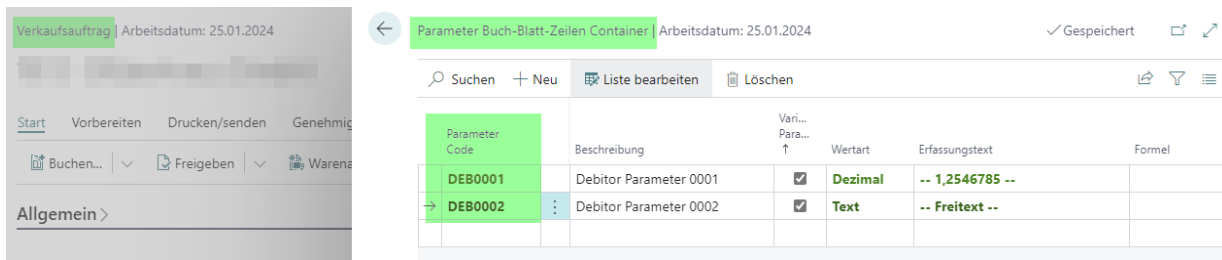 Verkaufsauftrag | Arbeitsdatum: 25.01.2024
Start Vorbereiten Drucken/senden Genehmig
Buchen... Freigeben Warena
Allgemein >
Parameter Buch-Blatt-Zeilen Container | Arbeitsdatum: 25.01.2024 Gespeichert
Suchen Neu Liste bearbeiten Löschen
Parameter Code Beschreibung Vari... Para... ↑ Wertart Erfassungstext Formel
DEB0001 Debitor Parameter 0001 Dezimal -- 1,2546785 --
→ DEB0002 Debitor Parameter 0002 Text -- Freitext --